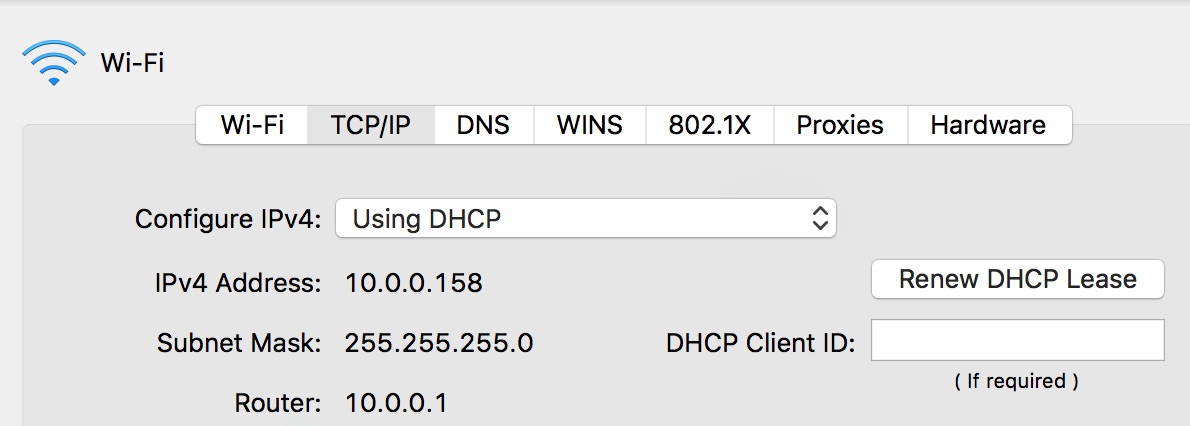 Wi-Fi
Wi-Fi TCP/IP DNS WINS 802.1X Proxies Hardware
Configure IPv4: Using DHCP
IPv4 Address: 10.0.0.158 Renew DHCP Lease
Subnet Mask: 255.255.255.0 DHCP Client ID:
( If required )
Router: 10.0.0.1